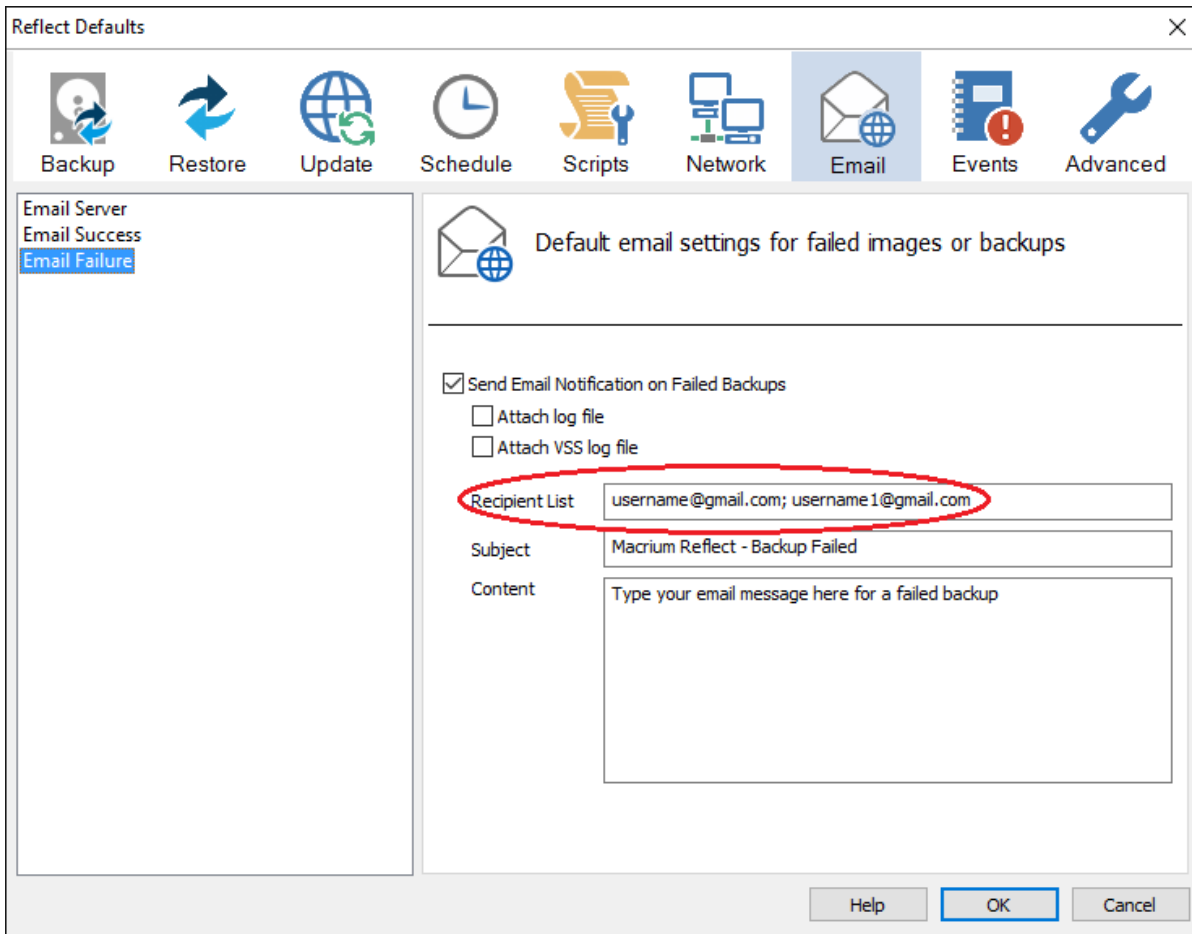 Reflect Defaults
Backup Restore Update Schedule Scripts Network Email Events Advanced
Email Server
Email Success
Email Failure
Default email settings for failed images or backups
Send Email Notification on Failed Backups
Attach log file
Attach VSS log file
Recipient List username@gmail.com; username1@gmail.com
Subject Macrium Reflect - Backup Failed
Content Type your email message here for a failed backup
Help OK Cancel